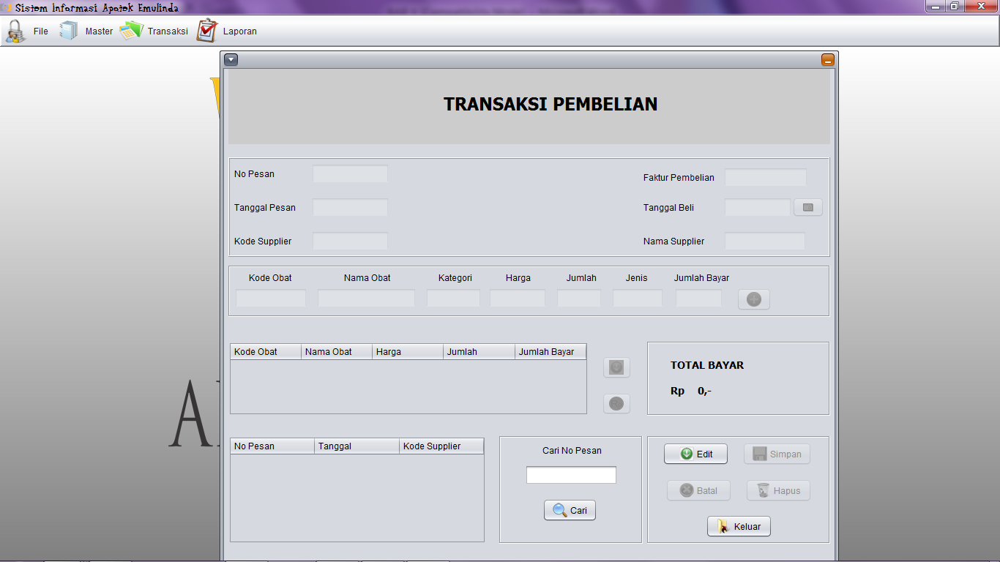 Sistem Informasi Apotek Emulinda
File Master Transaksi Laporan
TRANSAKSI PEMBELIAN
No Pesan
Faktur Pembelian
Tanggal Pesan
Tanggal Beli
Kode Supplier
Nama Supplier
Kode Obat Nama Obat Kategori Harga Jumlah Jenis Jumlah Bayar
Kode Obat Nama Obat Harga Jumlah Jumlah Bayar
TOTAL BAYAR
Rp 0,-
No Pesan Tanggal Kode Supplier
Cari No Pesan
Cari
Edit Simpan
Batal Hapus
Keluar